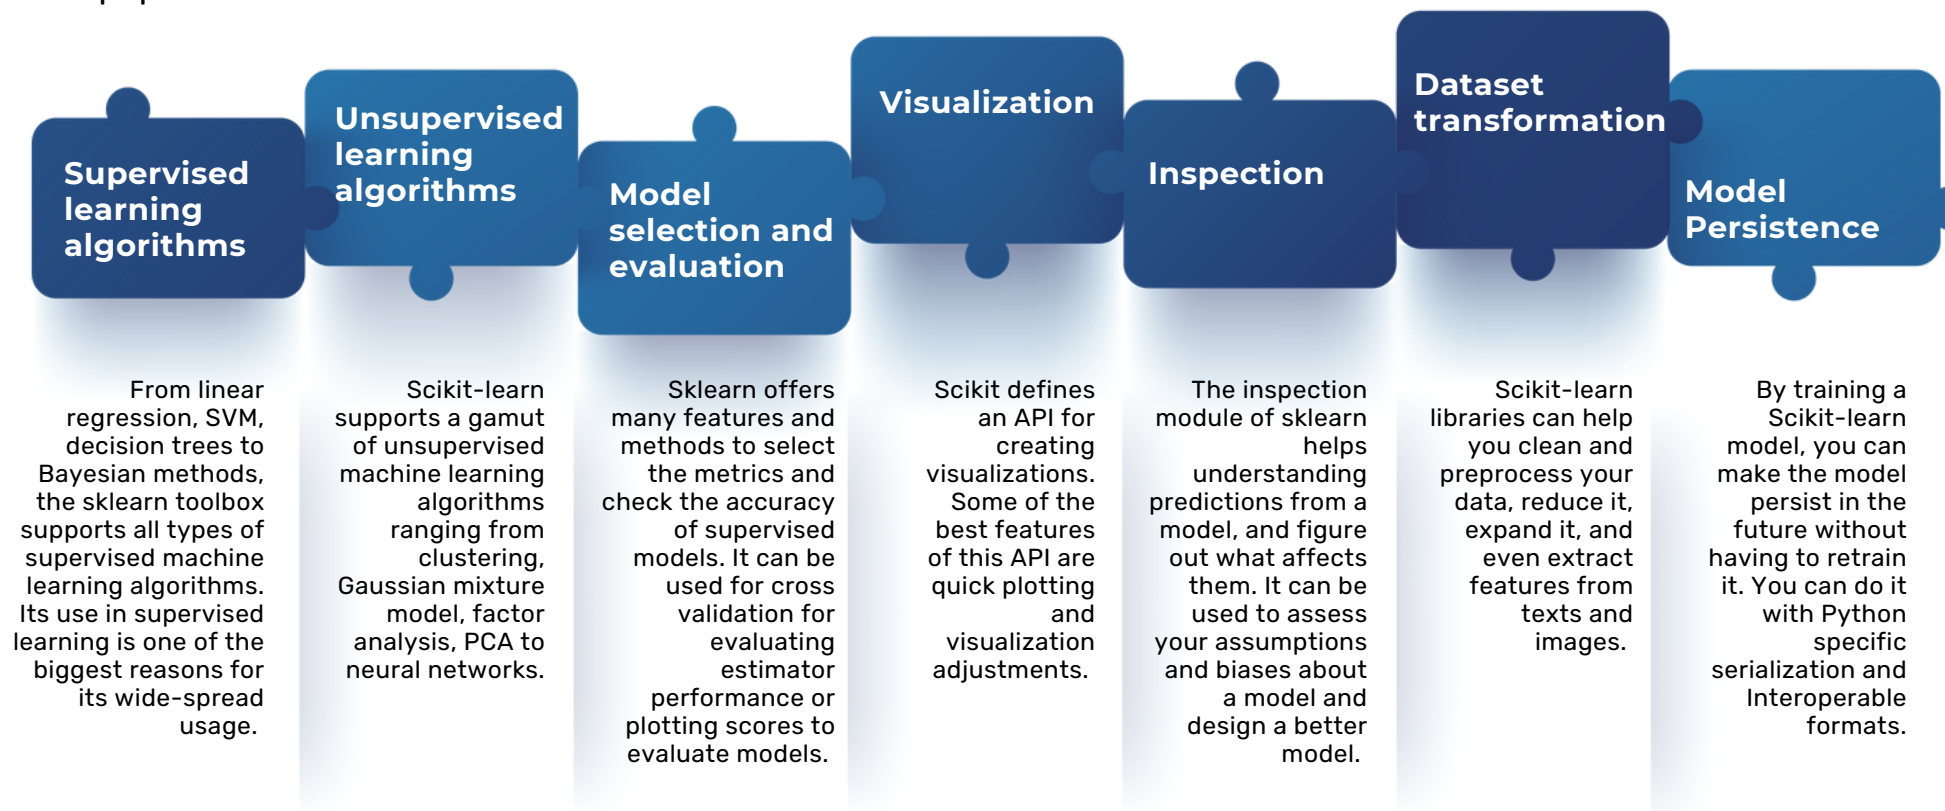 Supervised
learning
algorithms
From linear
regression, SVM,
decision trees to
Bayesian methods,
the sklearn toolbox
supports all types of
supervised machine
learning algorithms.
Its use in supervised
learning is one of the
biggest reasons for
its wide-spread
usage.
Unsupervised
learning
algorithms
Scikit-learn
supports a gamut
of unsupervised
machine learning
algorithms
ranging from
clustering,
Gaussian mixture
model, factor
analysis, PCA to
neural networks.
Model
selection and
evaluation
Sklearn offers
many features and
methods to select
the metrics and
check the accuracy
of supervised
models. It can be
used for cross
validation for
evaluating
estimator
performance or
plotting scores to
evaluate models.
Visualization
Scikit defines
an API for
creating
visualizations.
Some of the
best features
of this API are
quick plotting
and
visualization
adjustments.
Inspection
The inspection
module of sklearn
helps
understanding
predictions from a
model, and figure
out what affects
them. It can be
used to assess
your assumptions
and biases about
a model and
design a better
model.
Dataset
transformation
Scikit-learn
libraries can help
you clean and
preprocess your
data, reduce it,
expand it, and
even extract
features from
texts and
images.
Model
Persistence
By training a
Scikit-learn
model, you can
make the model
persist in the
future without
having to retrain
it. You can do it
with Python
specific
serialization and
Interoperable
formats.